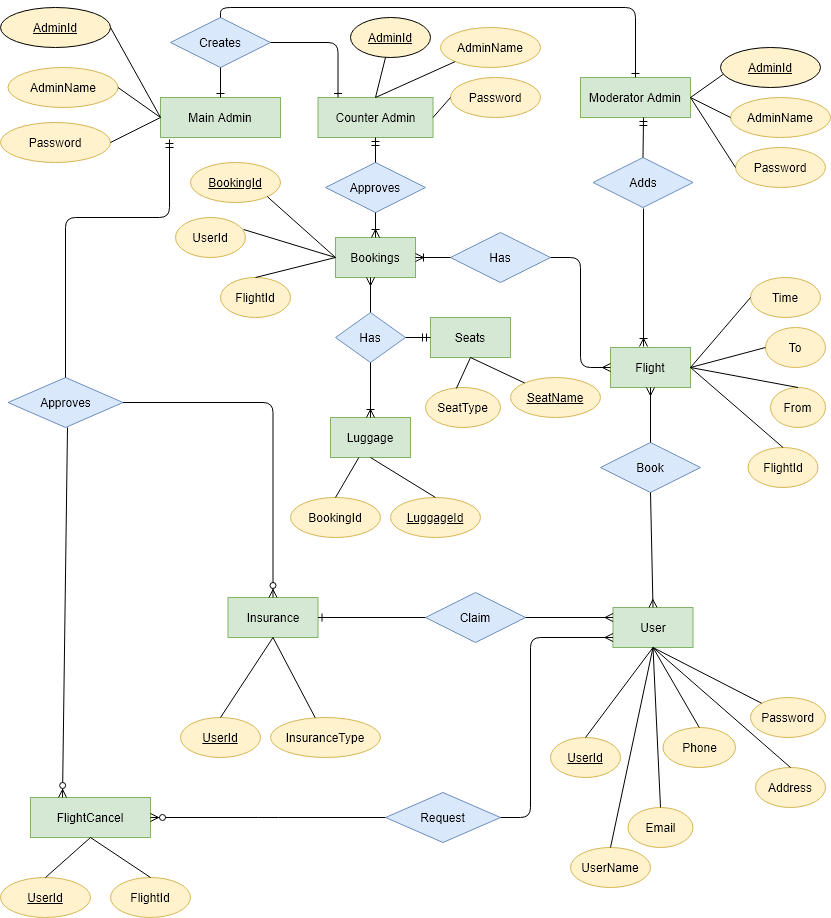 AdminId
Creates
AdminId
AdminName
AdminId
AdminName
Password
Main Admin
Counter Admin
Moderator Admin
AdminName
Password
Password
BookingId
Approves
Adds
UserId
Bookings
Has
FlightId
Time
Has
Seats
To
Flight
SeatType
SeatName
From
Approves
Luggage
Book
FlightId
BookingId
LuggageId
Insurance
Claim
User
UserId
InsuranceType
Password
Phone
UserId
Address
FlightCancel
Request
Email
UserName
UserId
FlightId